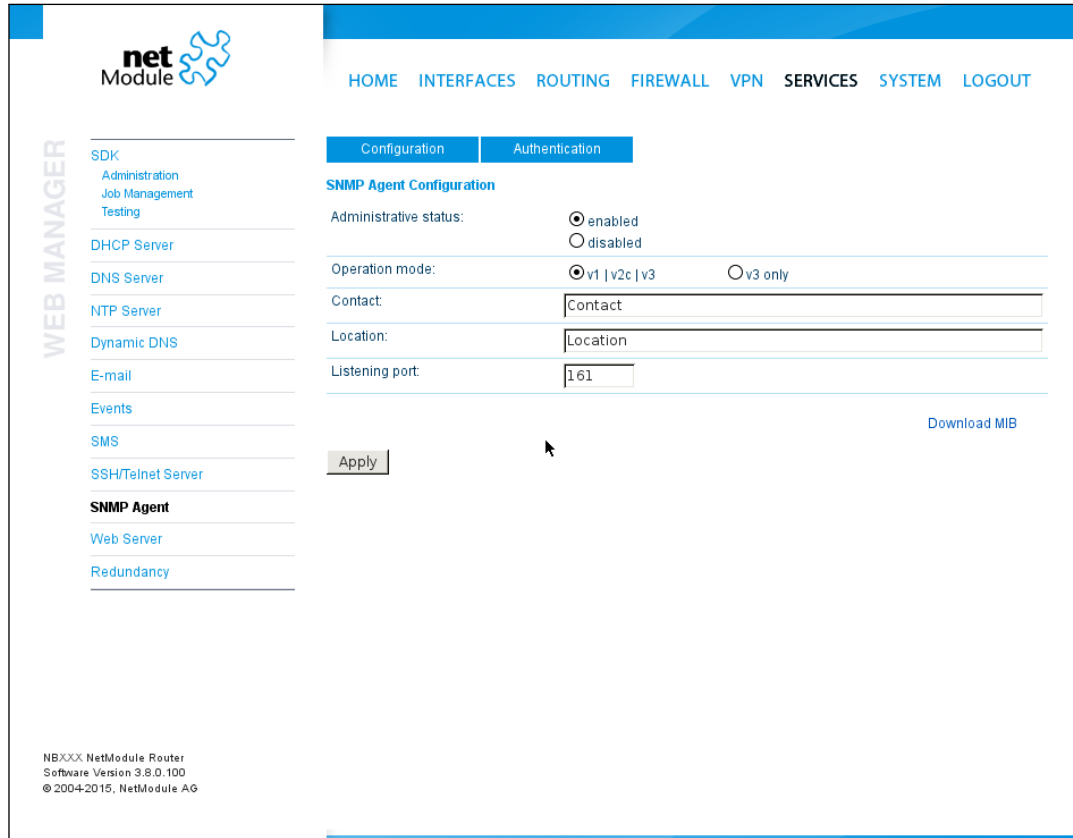 net
Module
HOME INTERFACES ROUTING FIREWALL VPN SERVICES SYSTEM LOGOUT
WEB MANAGER
SDK
Administration
Job Management
Testing
DHCP Server
DNS Server
NTP Server
Dynamic DNS
E-mail
Events
SMS
SSH/Telnet Server
SNMP Agent
Web Server
Redundancy
Configuration Authentication
SNMP Agent Configuration
Administrative status: enabled
disabled
Operation mode: v1 | v2c | v3 v3 only
Contact: Contact
Location: Location
Listening port: 161
Download MIB
Apply
NBXXX NetModule Router
Software Version 3.8.0.100
© 2004-2015, NetModule AG